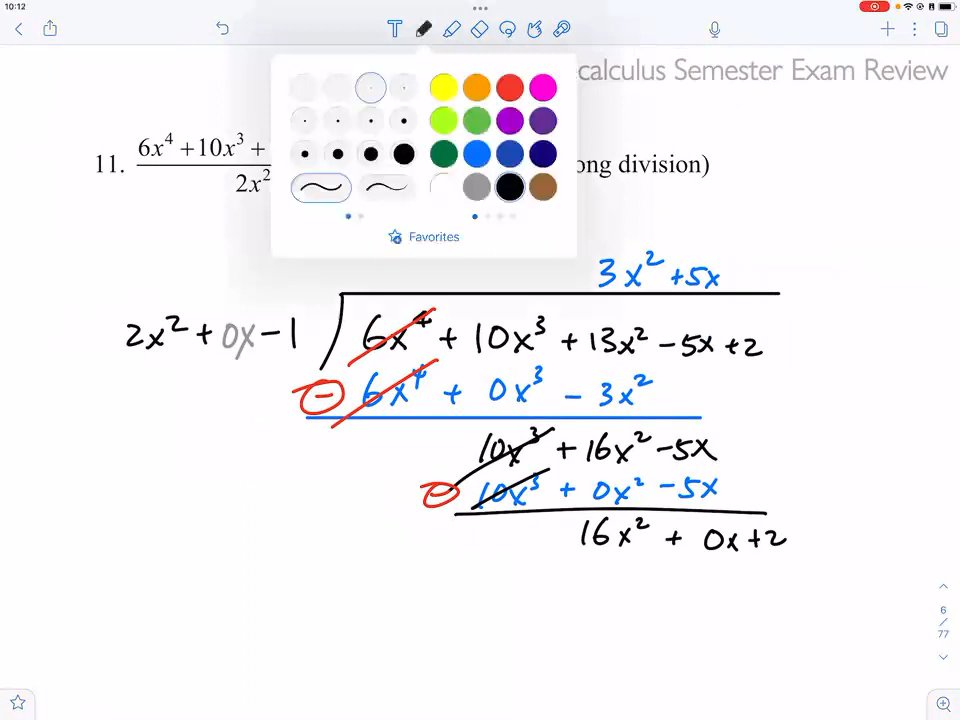 10:12
calculus Semester Exam Review
11. 6x⁴ +10x³ +
2x²
ong division)
Favorites
3x² +5x
2x² + 0x -1
6x⁴ + 10x³ + 13x² -5x +2
- 6x⁴ + 0x³ - 3x²
10x³ + 16x² -5x
- 10x³ + 0x² -5x
16x² + 0x +2
6
/
77